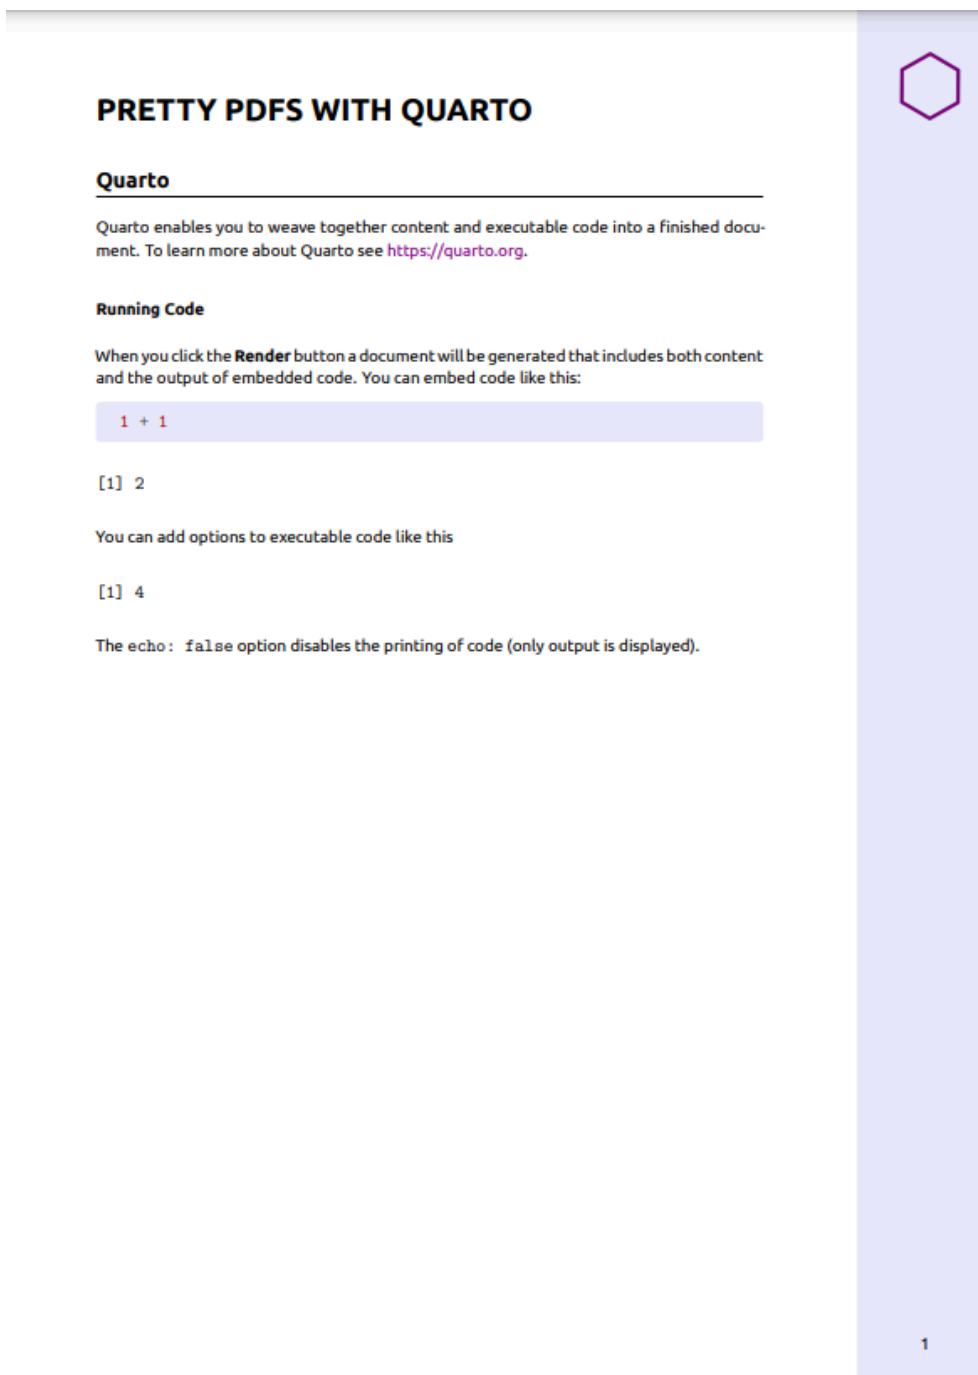 PRETTY PDFS WITH QUARTO
Quarto
Quarto enables you to weave together content and executable code into a finished docu-
ment. To learn more about Quarto see https://quarto.org.
Running Code
When you click the Render button a document will be generated that includes both content
and the output of embedded code. You can embed code like this:
1 + 1
[1] 2
You can add options to executable code like this
[1] 4
The echo: false option disables the printing of code (only output is displayed).
1